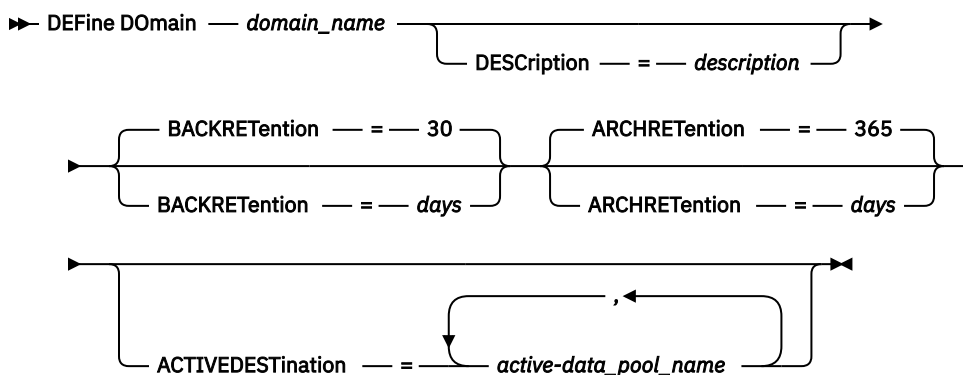 DEFine DOmain — domain_name
DESCription — = — description
BACKRETention — = — 30
ARCHRETention — = — 365
BACKRETention — = — days
ARCHRETention — = — days
,
ACTIVEDESTination — = — active-data_pool_name